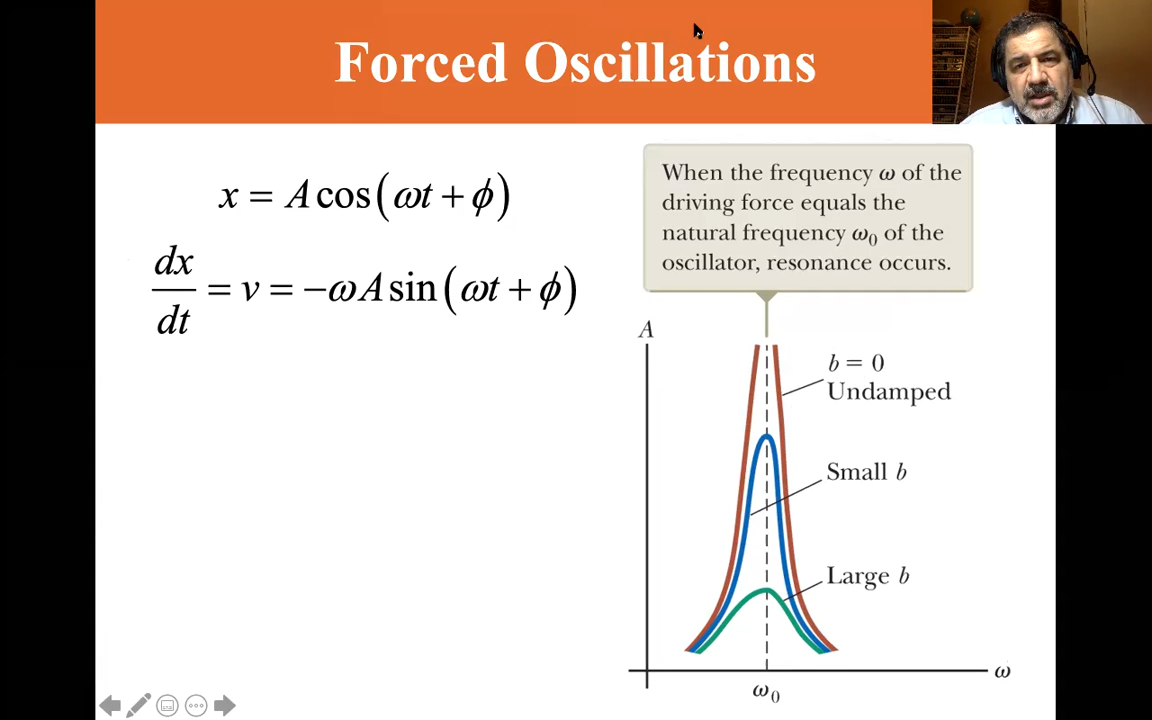 Forced Oscillations
x = A cos(ωt + ϕ)
dx/dt = v = −ωA sin(ωt + ϕ)
When the frequency ω of the
driving force equals the
natural frequency ω₀ of the
oscillator, resonance occurs.
A
b = 0
Undamped
Small b
Large b
ω
ω₀